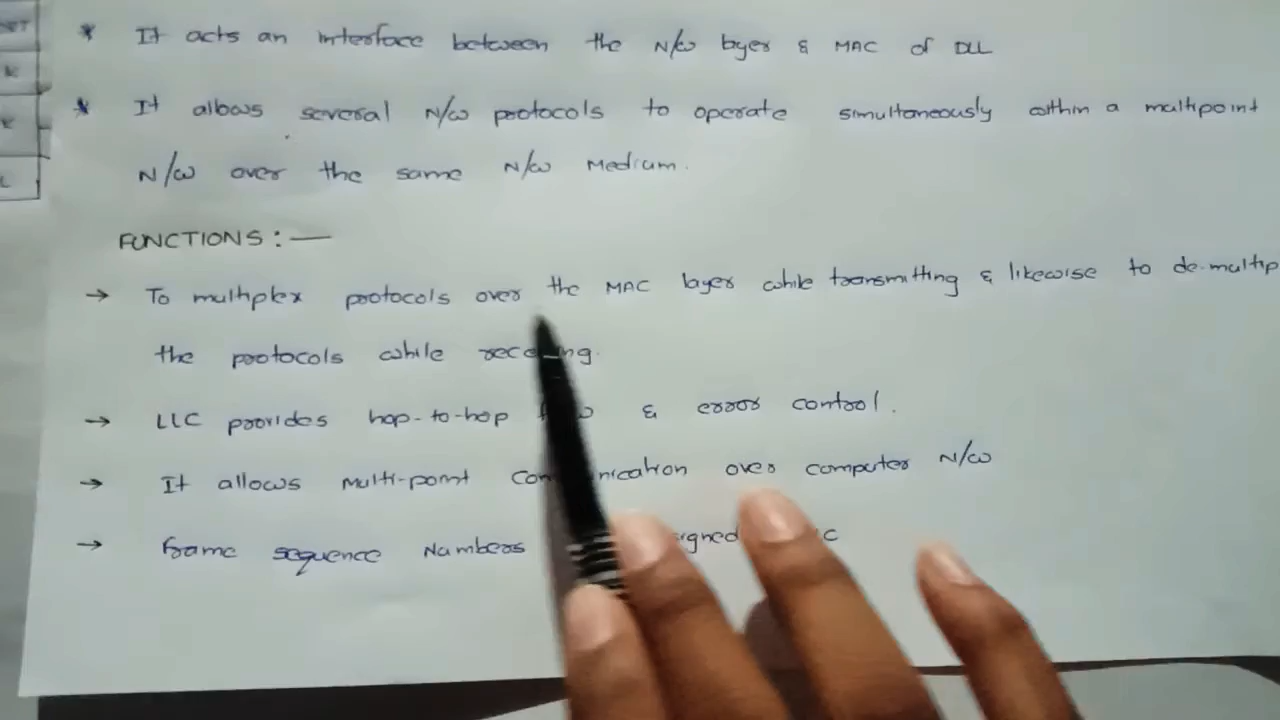 * It acts an interface between the N/w layer & MAC of DLL
* It allows several N/w protocols to operate simultaneously within a multipoint
N/w over the same N/w Medium.
FUNCTIONS :—
→ To multiplex protocols over the MAC layer while transmitting & likewise to de-multip
the protocols while
→ LLC provides hop-to-hop & error control.
→ It allows multi-point over computer N/w
→ frame sequence Numbers